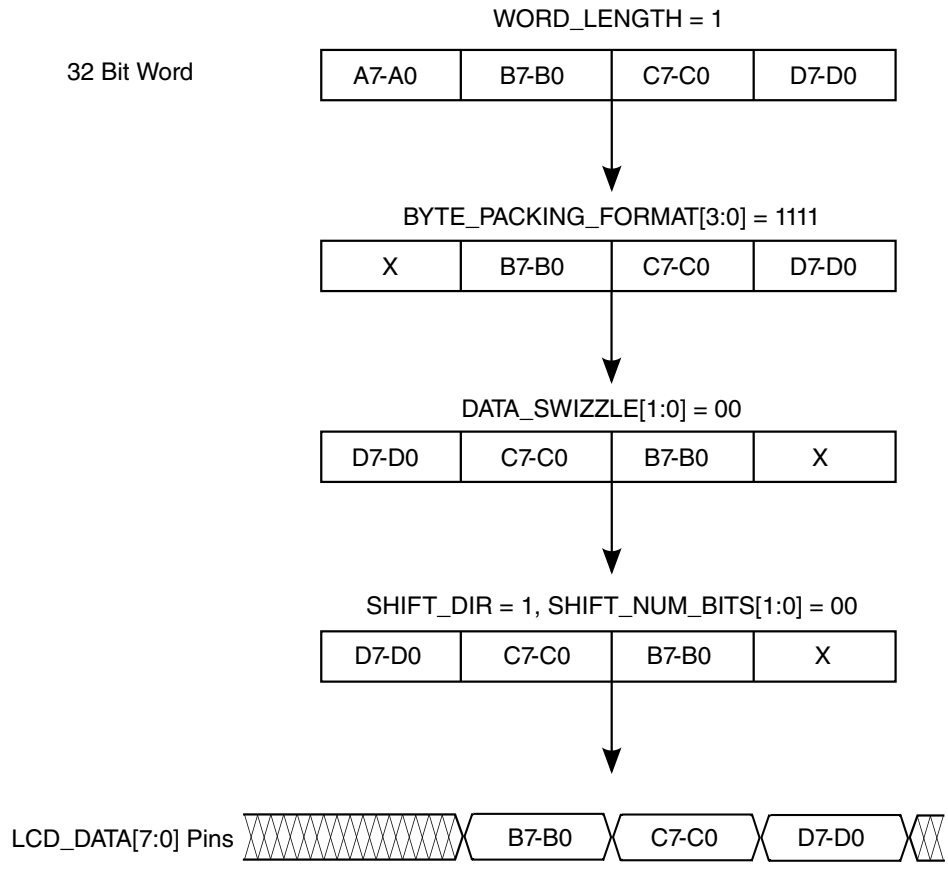 WORD_LENGTH = 1
32 Bit Word
A7-A0 B7-B0 C7-C0 D7-D0
BYTE_PACKING_FORMAT[3:0] = 1111
X B7-B0 C7-C0 D7-D0
DATA_SWIZZLE[1:0] = 00
D7-D0 C7-C0 B7-B0 X
SHIFT_DIR = 1, SHIFT_NUM_BITS[1:0] = 00
D7-D0 C7-C0 B7-B0 X
LCD_DATA[7:0] Pins B7-B0 C7-C0 D7-D0